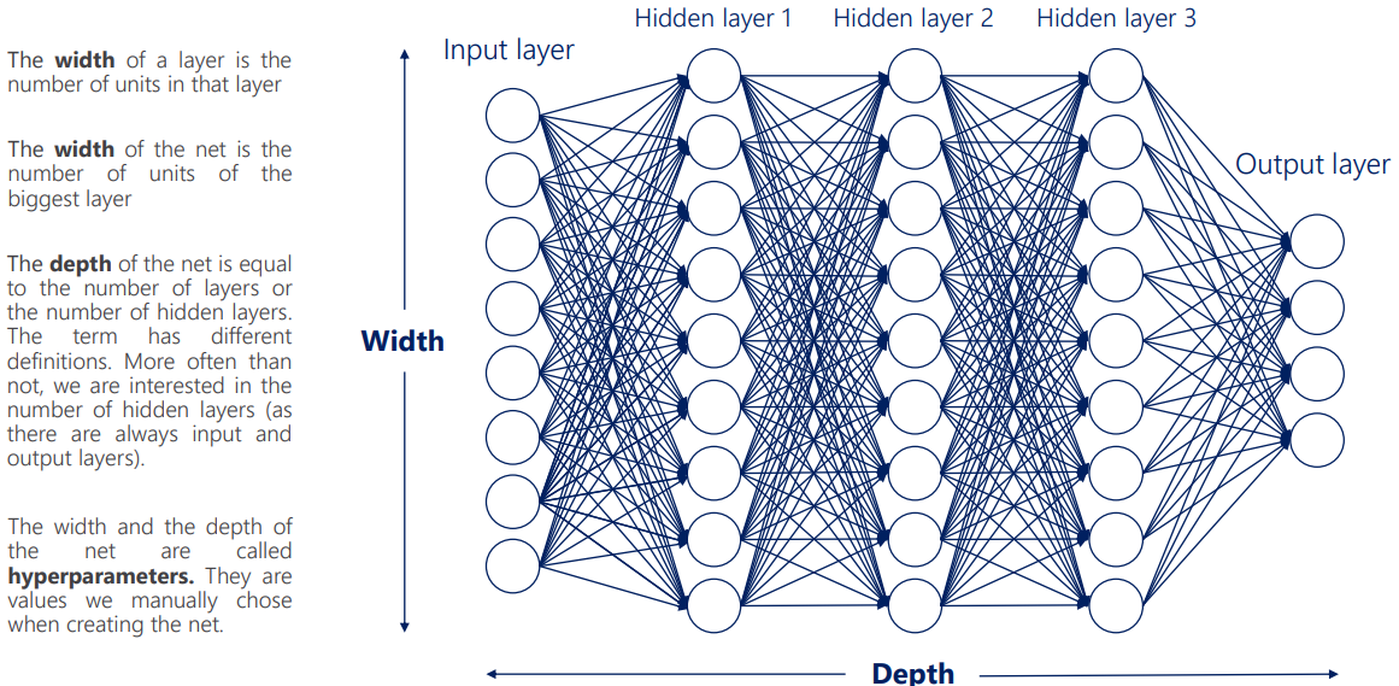 Hidden layer 1 Hidden layer 2 Hidden layer 3
Input layer
Output layer
The width of a layer is the
number of units in that layer
The width of the net is the
number of units of the
biggest layer
The depth of the net is equal
to the number of layers or
the number of hidden layers.
The term has different
definitions. More often than
not, we are interested in the
number of hidden layers (as
there are always input and
output layers).
The width and the depth of
the net are called
hyperparameters. They are
values we manually chose
when creating the net.
Width
Depth